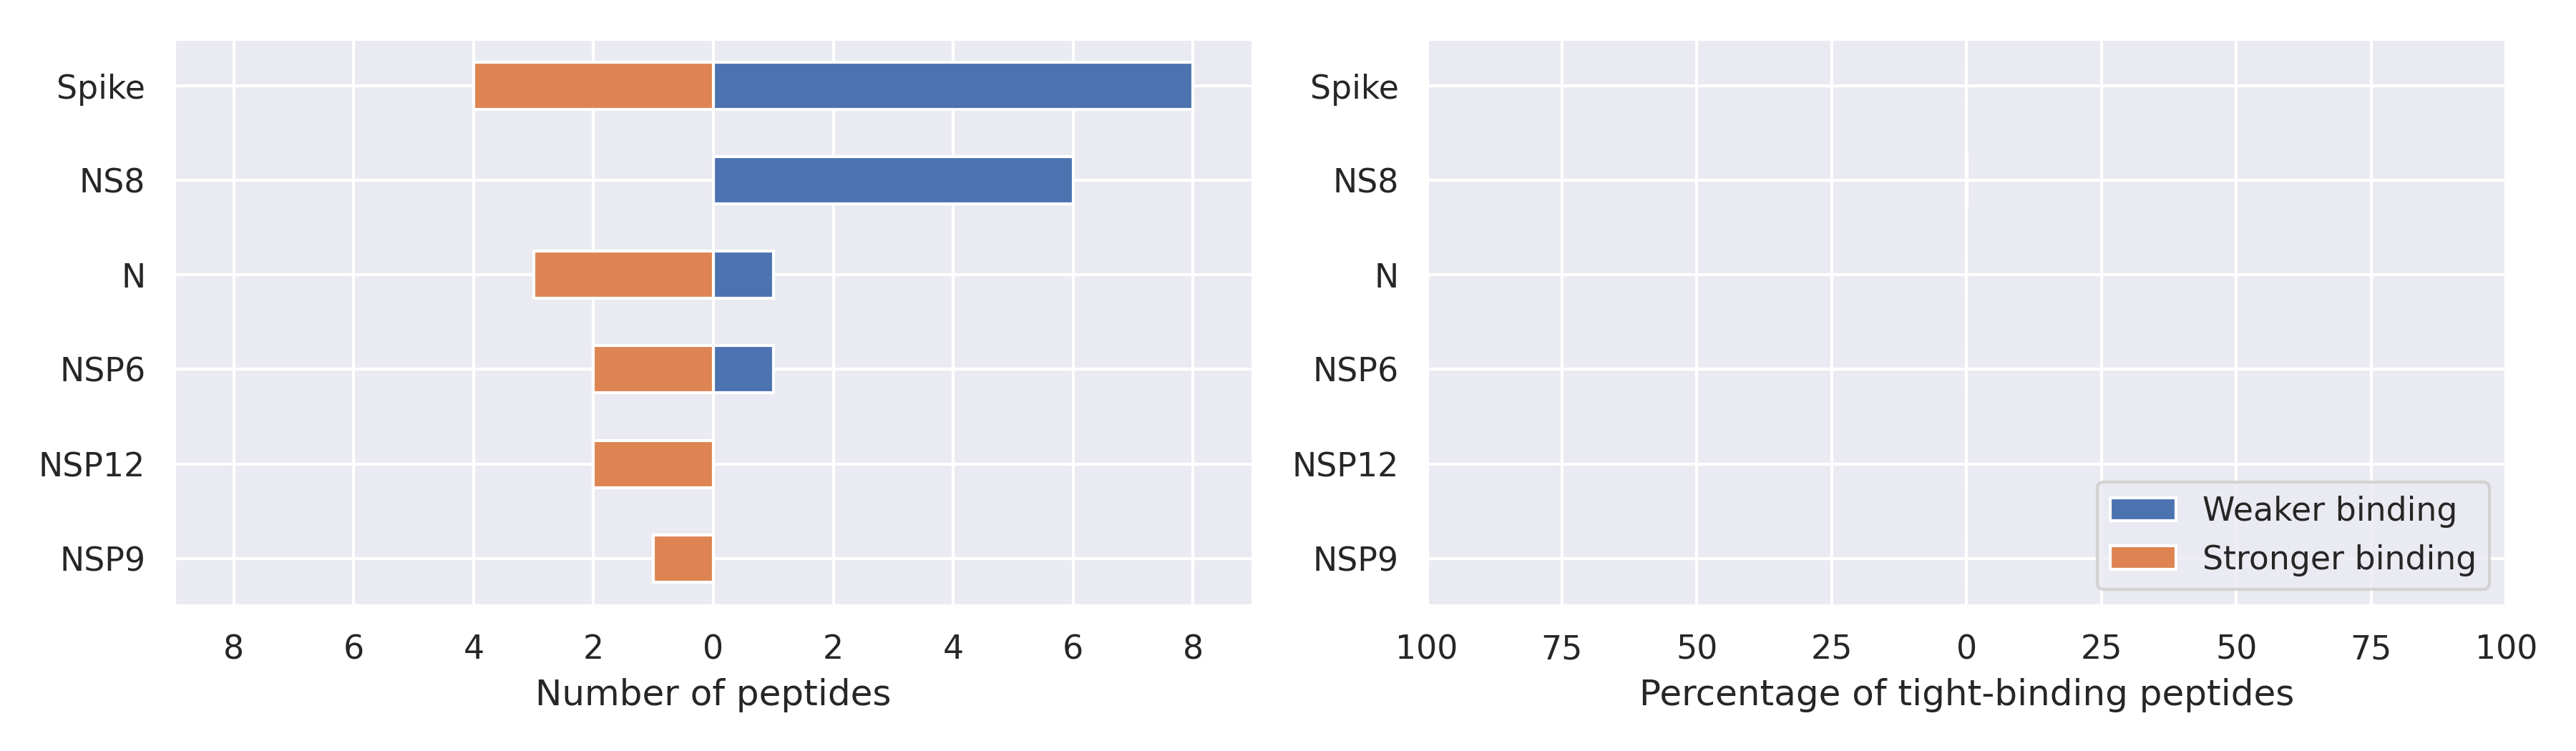 Spike
NS8
N
NSP6
NSP12
NSP9
8 6 4 2 0 2 4 6 8
Number of peptides
Spike
NS8
N
NSP6
NSP12
NSP9
Weaker binding
Stronger binding
100 75 50 25 0 25 50 75 100
Percentage of tight-binding peptides